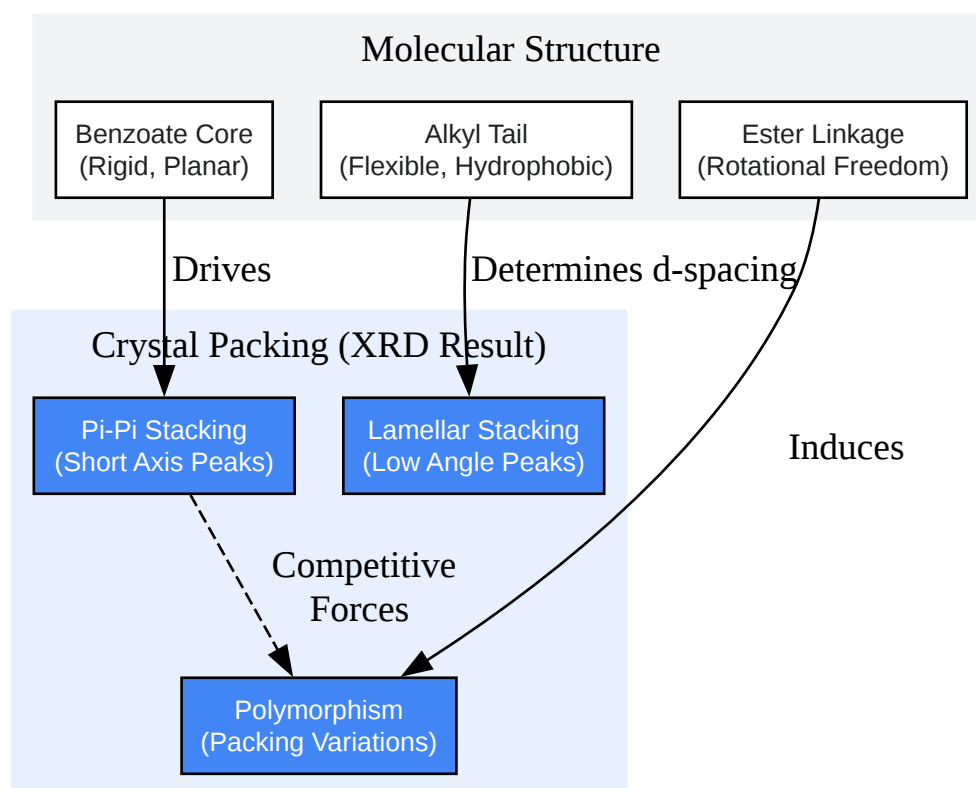 Molecular Structure
Benzoate Core
(Rigid, Planar)
Alkyl Tail
(Flexible, Hydrophobic)
Ester Linkage
(Rotational Freedom)
Drives
Determines d-spacing
Crystal Packing (XRD Result)
Pi-Pi Stacking
(Short Axis Peaks)
Lamellar Stacking
(Low Angle Peaks)
Induces
Competitive
Forces
Polymorphism
(Packing Variations)